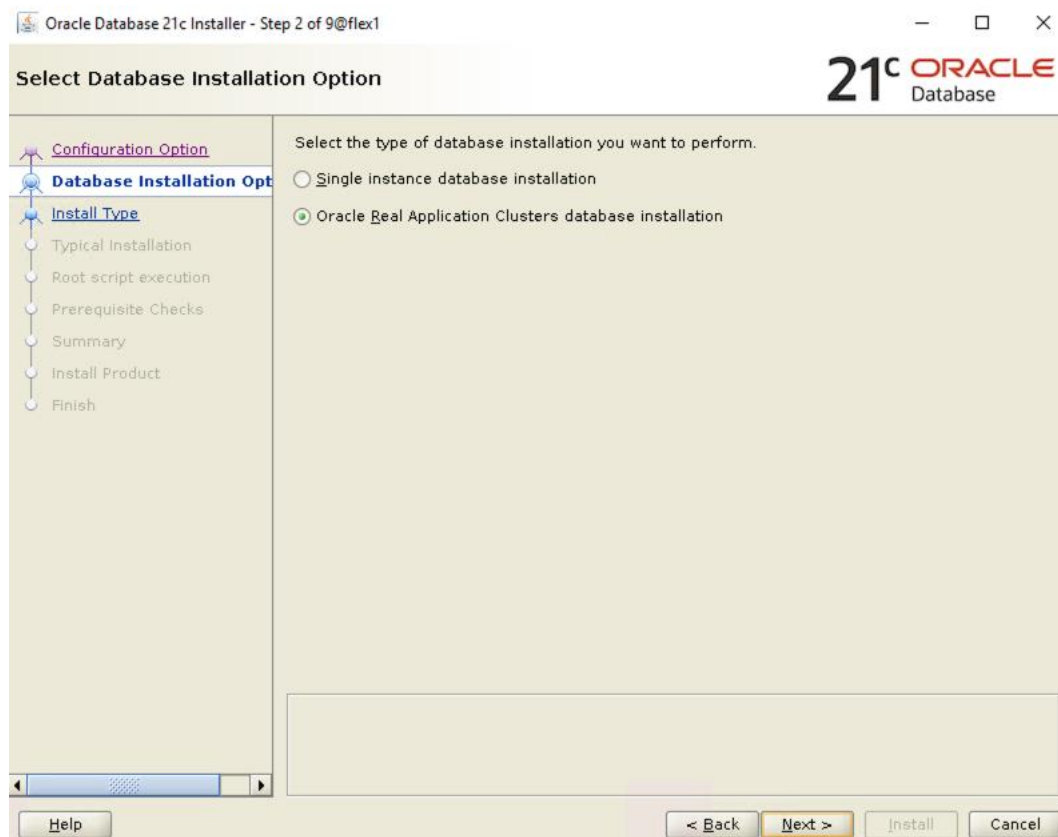 Oracle Database 21c Installer - Step 2 of 9@flex1
Select Database Installation Option
21c ORACLE
Database
Configuration Option
Database Installation Opt
Install Type
Typical Installation
Root script execution
Prerequisite Checks
Summary
Install Product
Finish
Select the type of database installation you want to perform.
Single instance database installation
Oracle Real Application Clusters database installation
Help
< Back
Next >
Install
Cancel